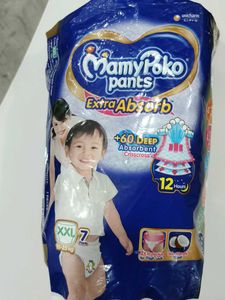 unicharm
MamyPoko
pants
Extra Absorb
+60 DEEP
Absorbent
Crisscross
12 Hours
XXL
7